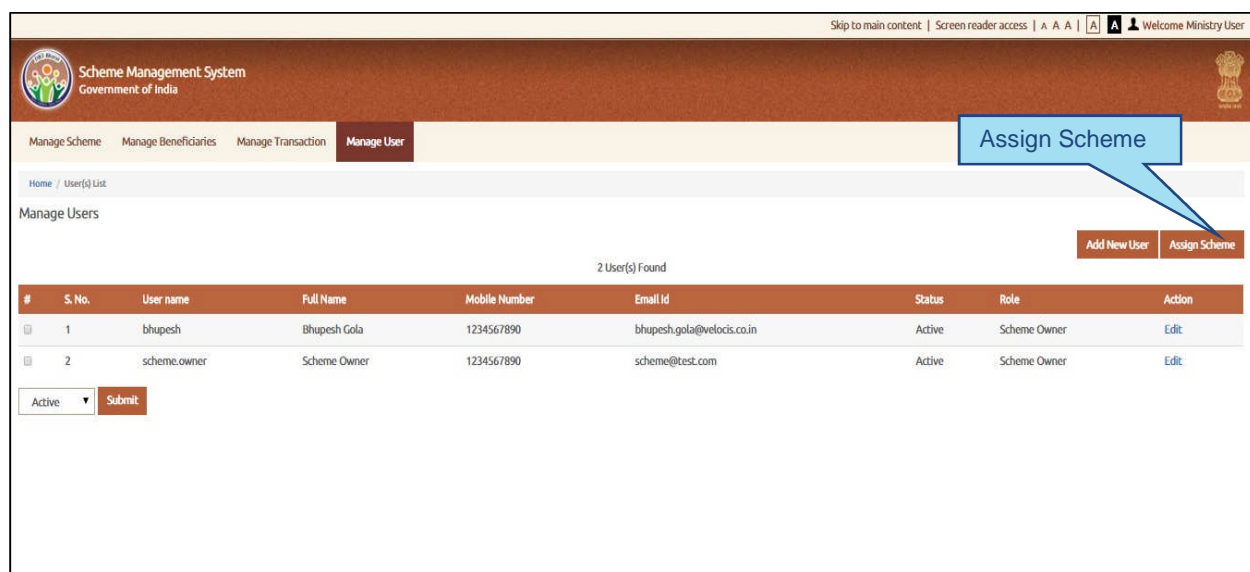 Skip to main content | Screen reader access | A A A | A A Welcome Ministry User
Scheme Management System
Government of India
Manage Scheme Manage Beneficiaries Manage Transaction Manage User
Assign Scheme
Home / User(s) List
Manage Users
Add New User Assign Scheme
2 User(s) Found
# S. No. User name Full Name Mobile Number Email Id Status Role Action
1 bhupesh Bhupesh Gola 1234567890 bhupesh.gola@velocis.co.in Active Scheme Owner Edit
2 scheme.owner Scheme Owner 1234567890 scheme@test.com Active Scheme Owner Edit
Active Submit